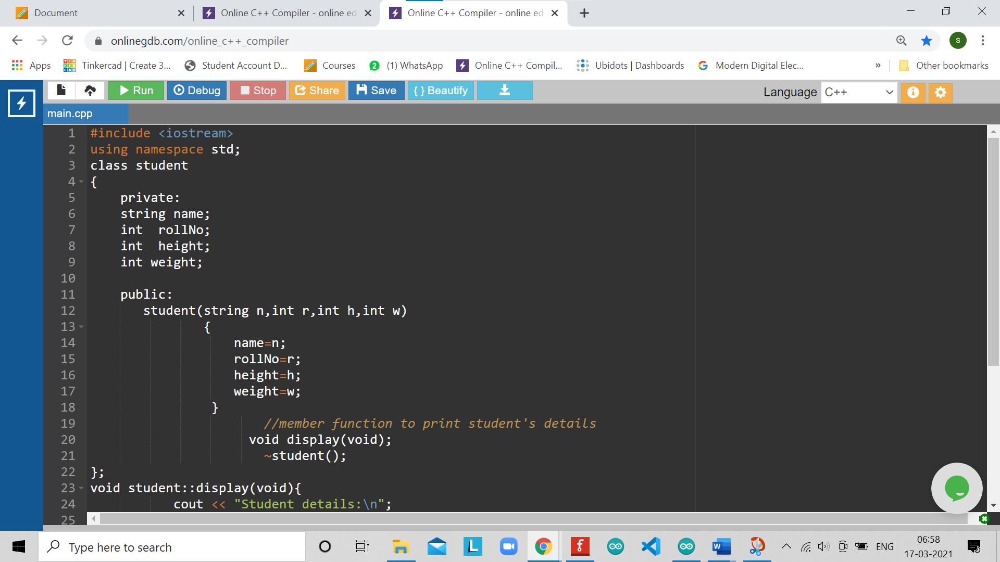 Document
Online C++ Compiler - online ed
Online C++ Compiler - online ed
onlinegdb.com/online_c++_compiler
S
Apps
TIN KER CAD
Tinkercad | Create 3...
Student Account D...
Courses
2
(1) WhatsApp
Online C++ Compil...
Ubidots | Dashboards
Modern Digital Elec...
»
Other bookmarks
Run
Debug
Stop
Share
Save
{ } Beautify
Language
C++
main.cpp
1 #include <iostream>
2 using namespace std;
3 class student
4 {
5     private:
6     string name;
7     int  rollNo;
8     int  height;
9     int weight;
10
11     public:
12        student(string n,int r,int h,int w)
13                {
14                    name=n;
15                    rollNo=r;
16                    height=h;
17                    weight=w;
18                 }
19                        //member function to print student's details
20                      void display(void);
21                        ~student();
22 };
23 void student::display(void){
24            cout << "Student details:\n";
25
Type here to search
L
f
W
ENG
06:58
17-03-2021